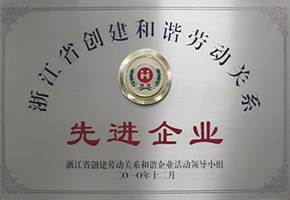 浙江省创建和谐劳动关系
先进企业
浙江省创建劳动关系和谐企业活动领导小组
二〇一〇年十二月